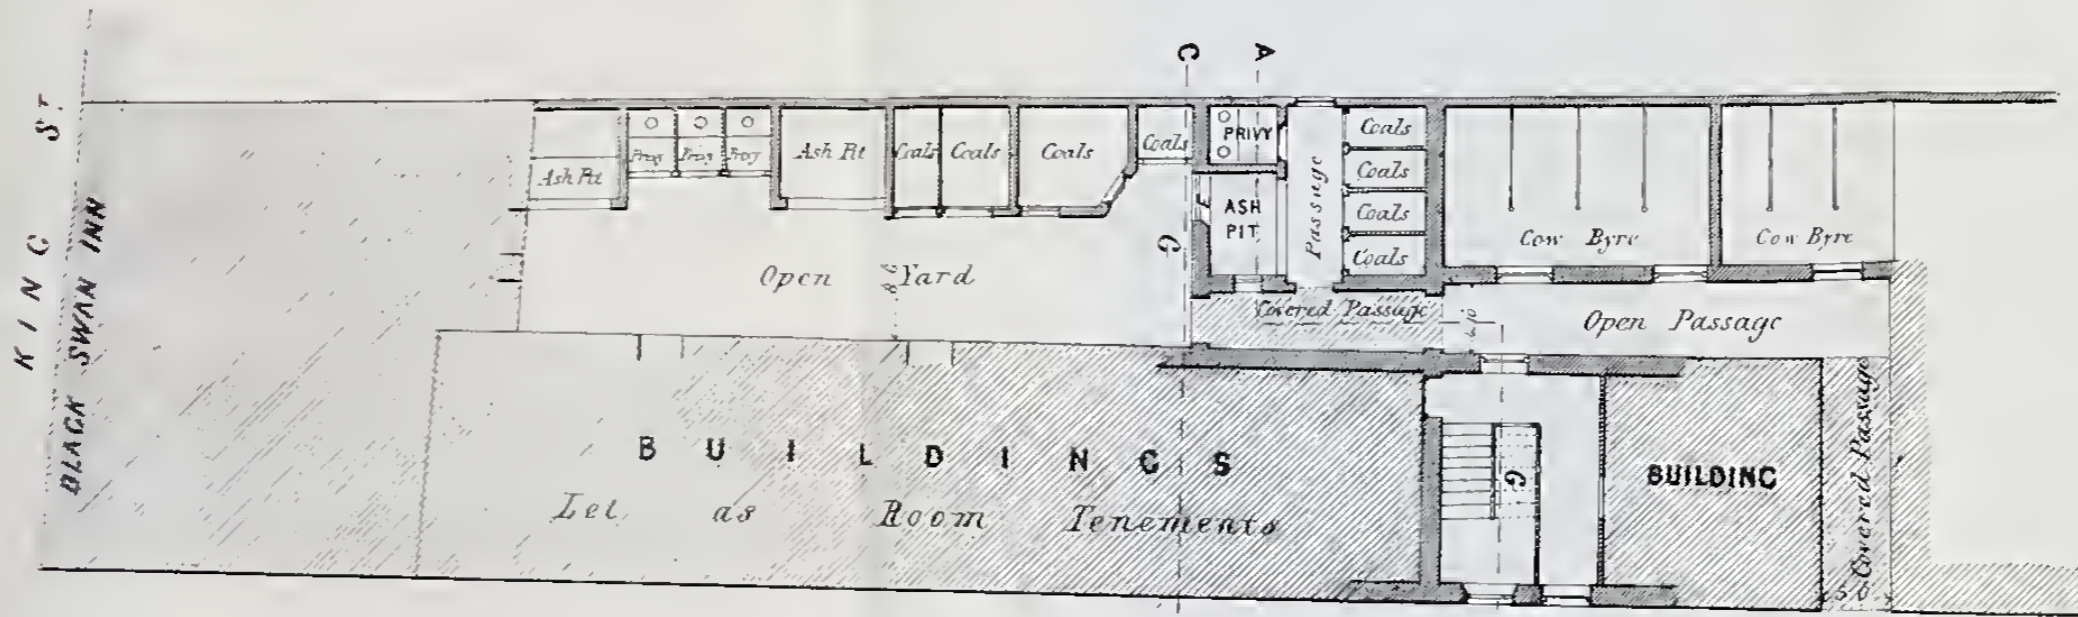 KING ST
BLACK SWAN INN
C
A
Ash Pit
Privy
Privy
Privy
Ash Pit
Coals
Coals
Coals
Coals
PRIVY
ASH
PIT
Passage
Coals
Coals
Coals
Coals
Cow Byre
Cow Byre
Open Yard
G
Covered Passage
Open Passage
BUILDINGS
Let as Room Tenements
G
BUILDING
Covered Passage